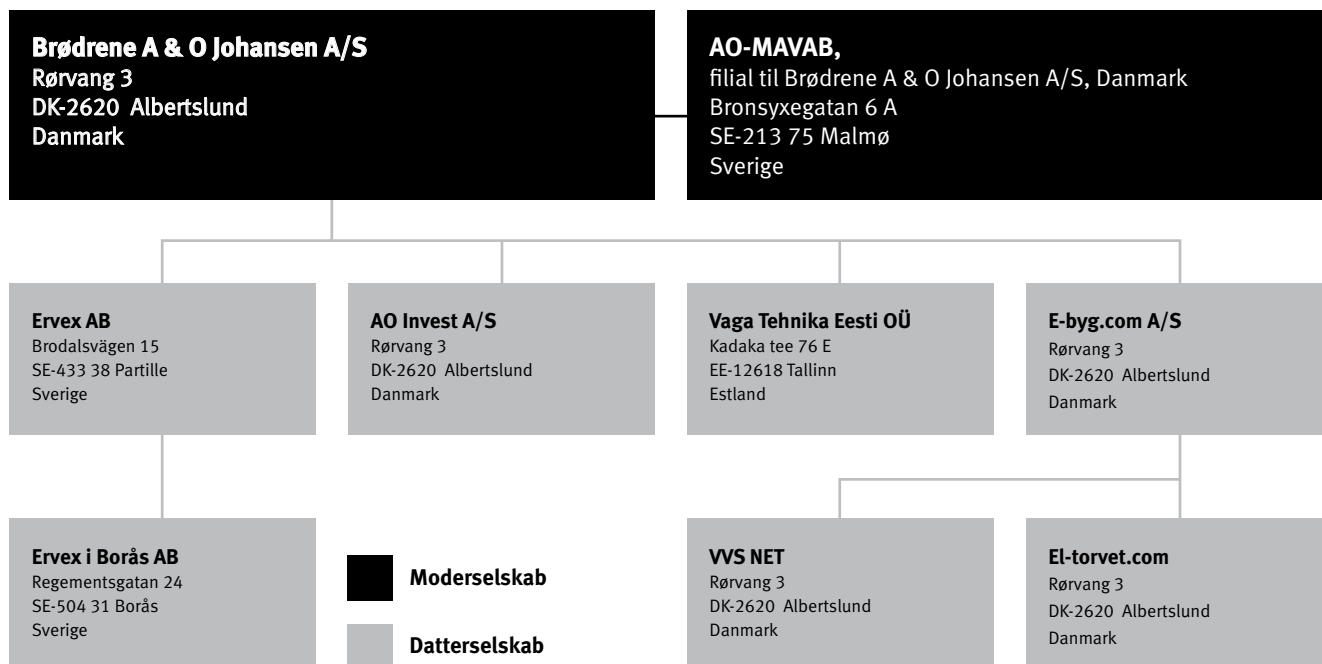 Brødrene A & O Johansen A/S
Rørvang 3
DK-2620 Albertslund
Danmark
AO-MAVAB,
filial til Brødrene A & O Johansen A/S, Danmark
Bronsyxegatan 6 A
SE-213 75 Malmø
Sverige
Ervex AB
Brodalsvägen 15
SE-433 38 Partille
Sverige
AO Invest A/S
Rørvang 3
DK-2620 Albertslund
Danmark
Vaga Tehnika Eesti OÜ
Kadaka tee 76 E
EE-12618 Tallinn
Estland
E-byg.com A/S
Rørvang 3
DK-2620 Albertslund
Danmark
Ervex i Borås AB
Regementsgatan 24
SE-504 31 Borås
Sverige
Moderselskab
Datterselskab
VVS NET
Rørvang 3
DK-2620 Albertslund
Danmark
El-torvet.com
Rørvang 3
DK-2620 Albertslund
Danmark